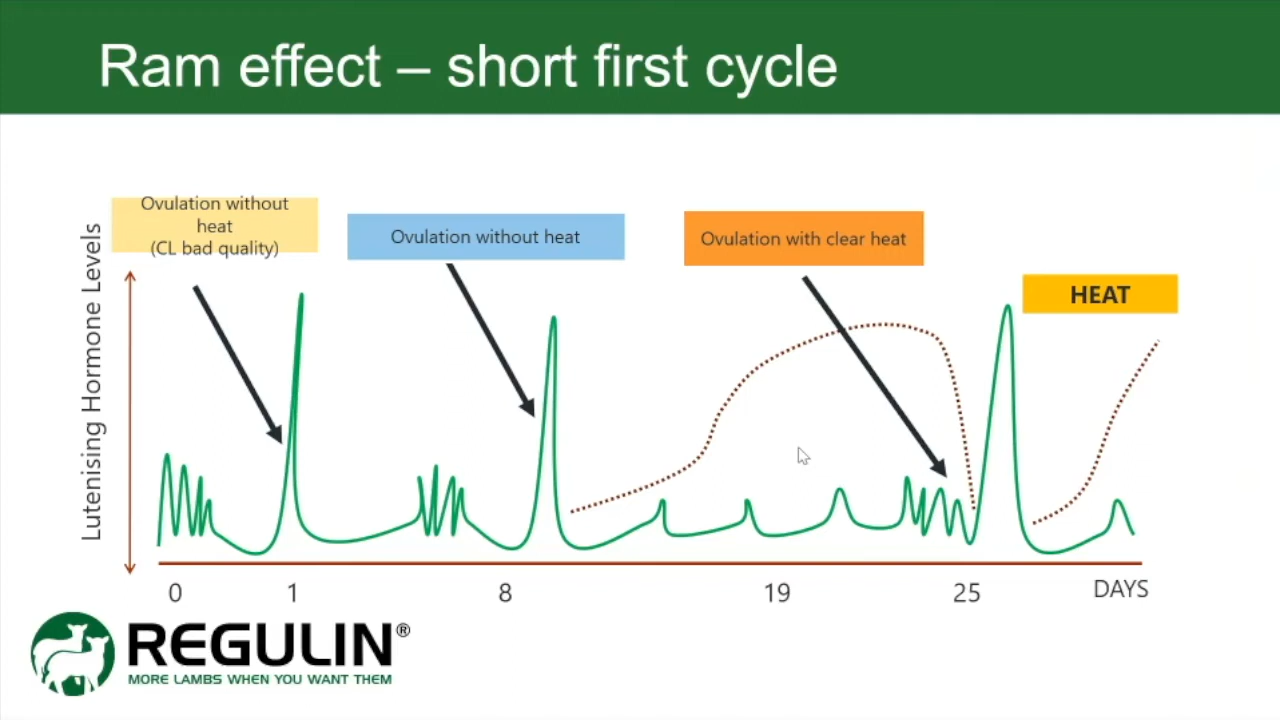 Ram effect – short first cycle
Ovulation without
heat
(CL bad quality)
Ovulation without heat
Ovulation with clear heat
HEAT
Lutenising Hormone Levels
0 1 8 19 25 DAYS
REGULIN®
MORE LAMBS WHEN YOU WANT THEM